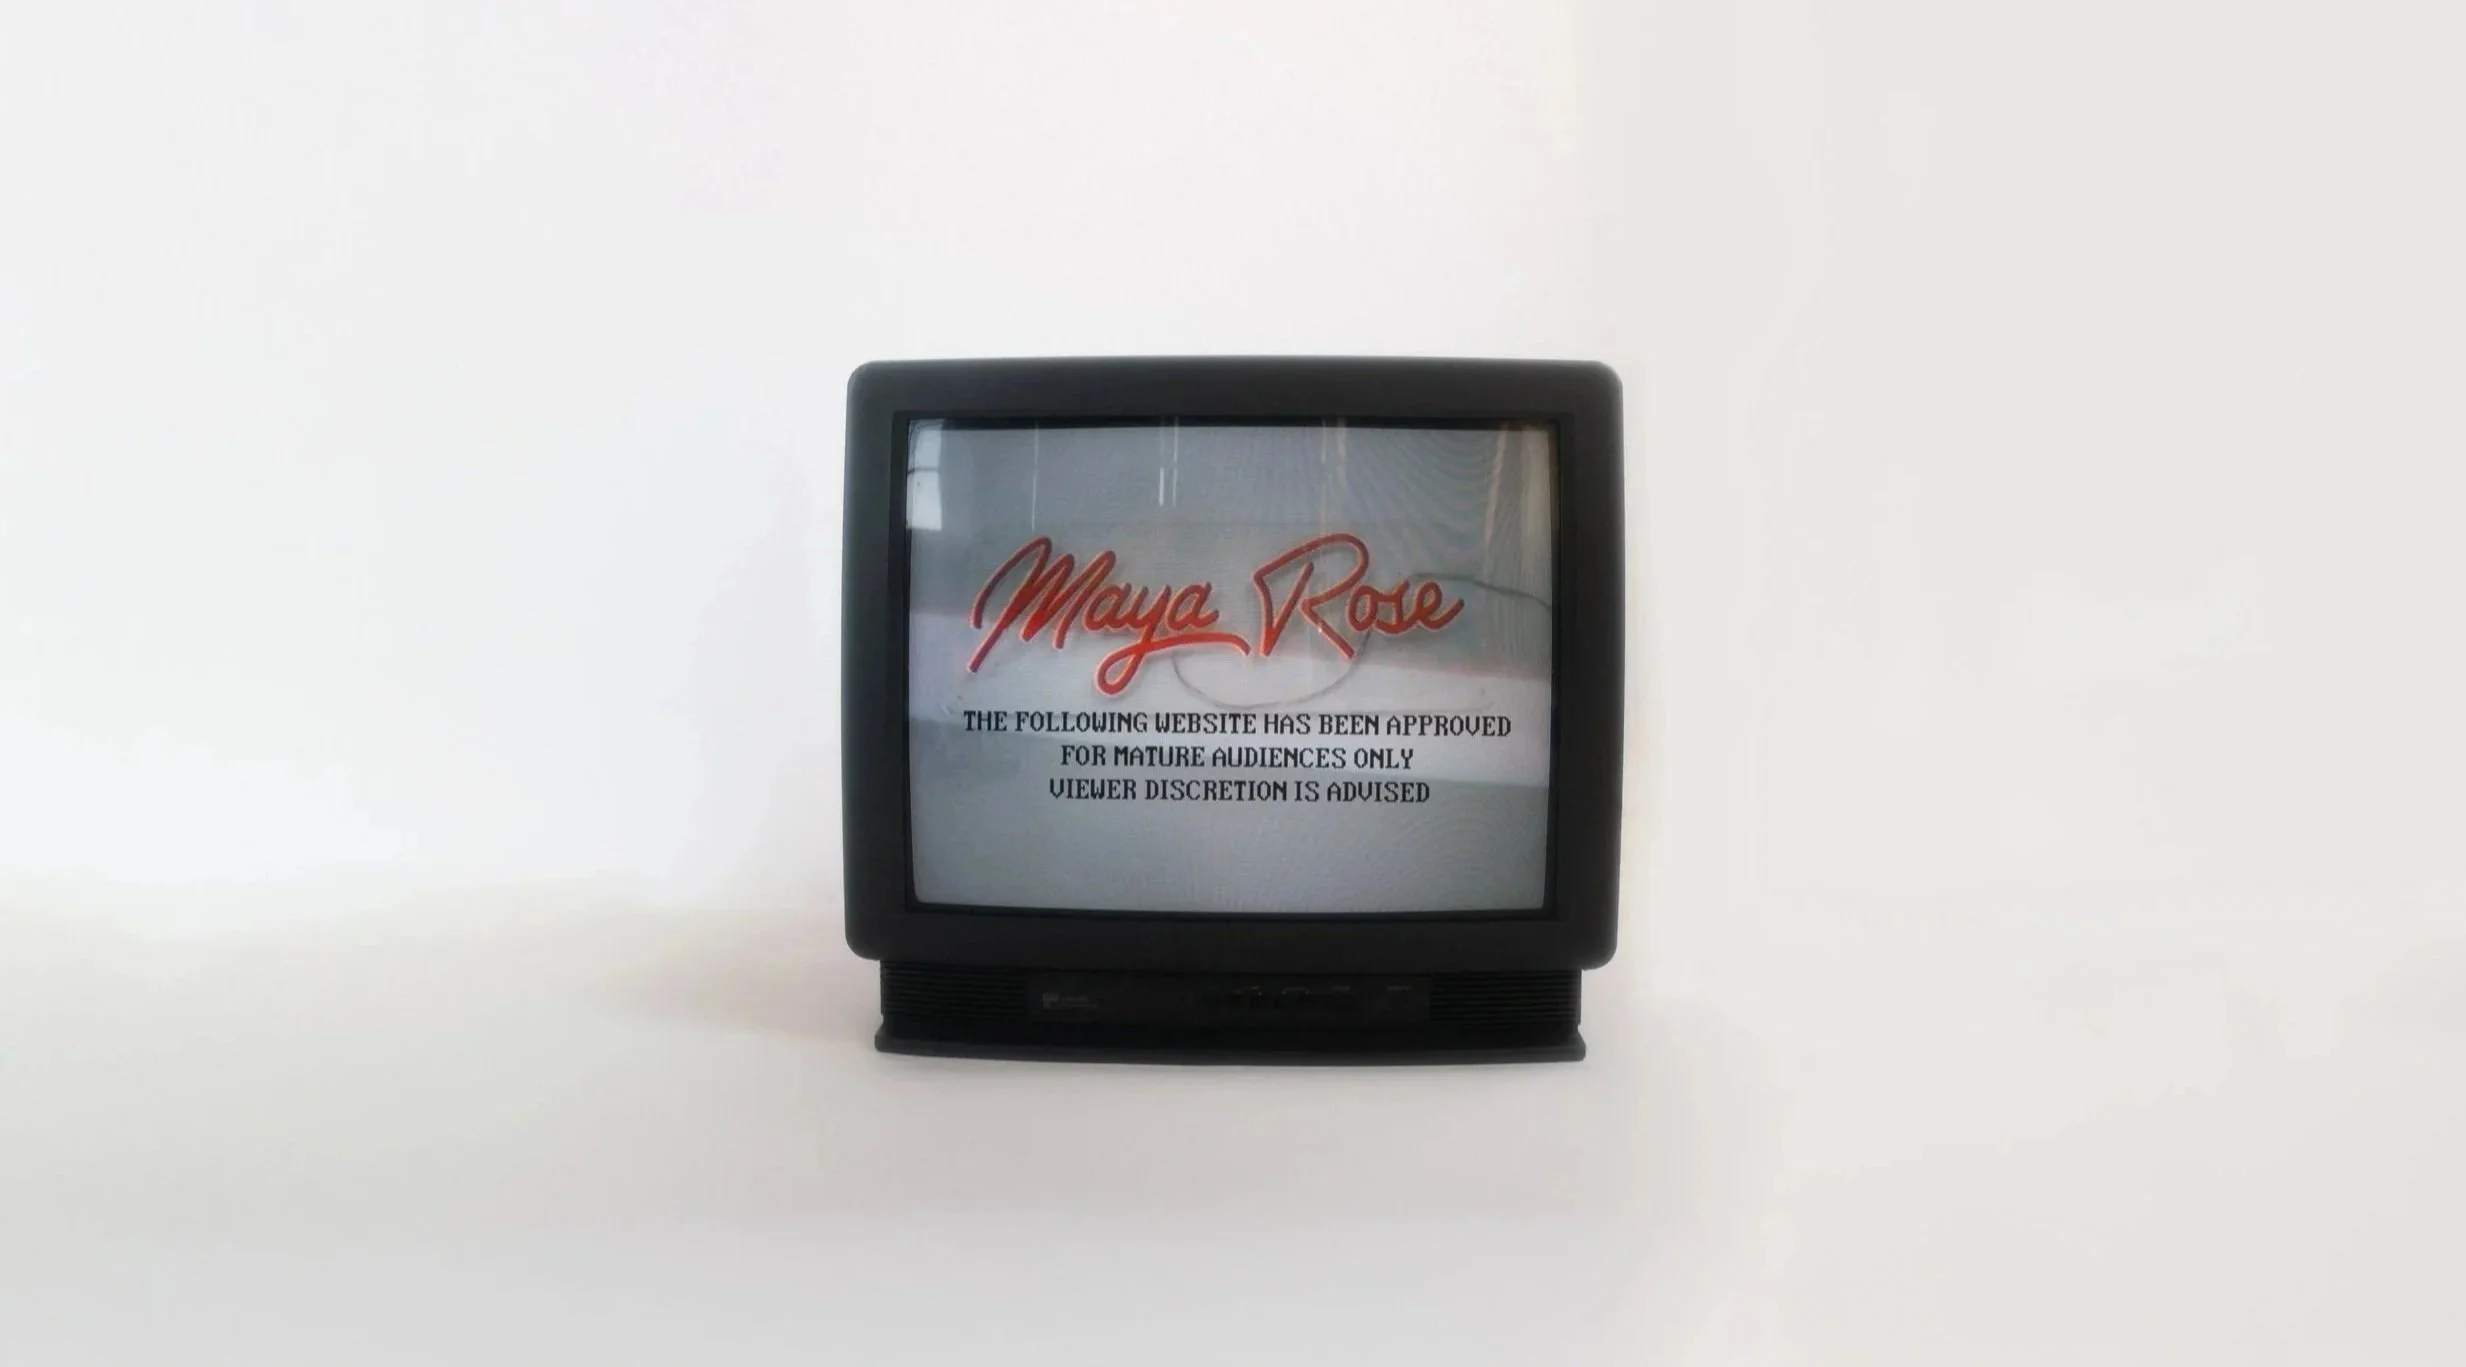 Maya Rose
THE FOLLOWING WEBSITE HAS BEEN APPROVED
FOR MATURE AUDIENCES ONLY
VIEWER DISCRETION IS ADVISED